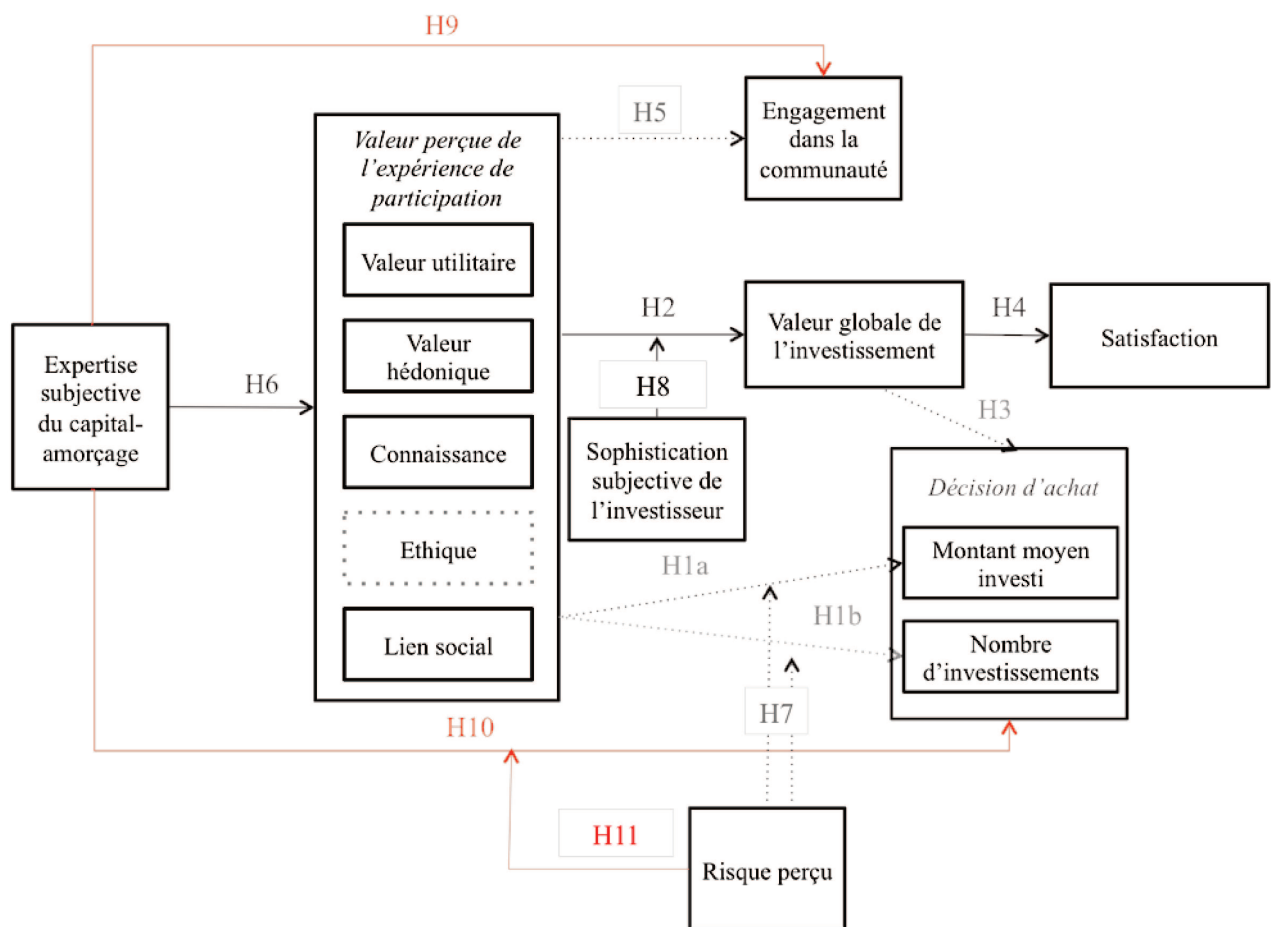 H9
Engagement
dans la
communauté
H5
Valeur perçue de
l’expérience de
participation
Valeur utilitaire
Valeur
hédonique
Connaissance
Ethique
Lien social
Expertise
subjective
du capital-
amorçage
H6
H2
H8
Sophistication
subjective de
l’investisseur
Valeur globale de
l’investissement
H4
Satisfaction
H3
Décision d’achat
Montant moyen
investi
Nombre
d’investissements
H1a
H1b
H7
H10
H11
Risque perçu